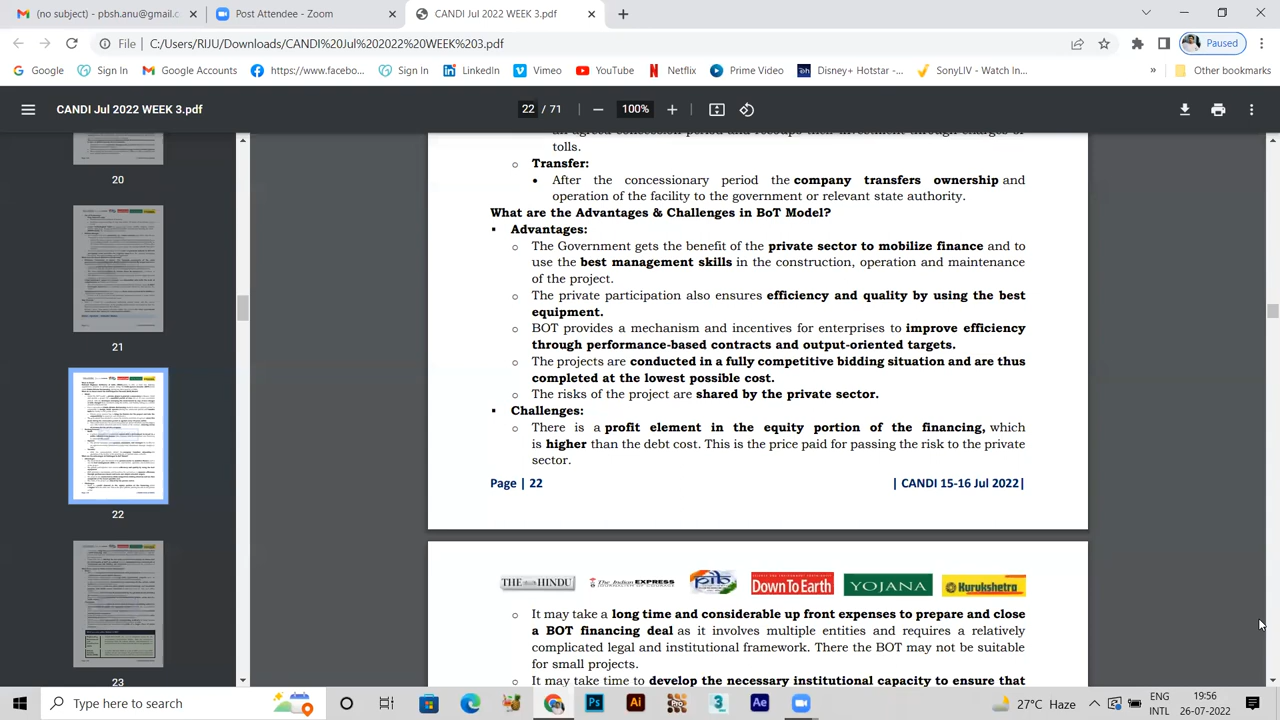 (no subject) - pbsh.anu@gmail.c
Post Attendee - Zoom
CANDI Jul 2022 WEEK 3.pdf
File | C:/Users/RIJU/Downloads/CANDI%20Jul%202022%20WEEK%203.pdf
Paused
Google
Sign In
Google Accounts
https://www.facebo...
Sign In
LinkedIn
Vimeo
YouTube
Netflix
Prime Video
Disney+ Hotstar -...
SonyLIV - Watch In...
»
Other bookmarks
CANDI Jul 2022 WEEK 3.pdf
22 / 71
100%
20
21
22
23
tolls.
o Transfer:
• After the concessionary period the company transfers ownership and
operation of the facility to the government or relevant state authority.
What are the Advantages & Challenges in BoT Model?
▪ Advantages:
o The Government gets the benefit of the private sector to mobilize finance and to
use the best management skills in the construction, operation and maintenance
of the project.
o The private participation also ensures efficiency and quality by using the best
equipment.
o BOT provides a mechanism and incentives for enterprises to improve efficiency
through performance-based contracts and output-oriented targets.
o The projects are conducted in a fully competitive bidding situation and are thus
completed at the lowest possible cost.
o The risks of the project are shared by the private sector.
▪ Challenges:
o There is a profit element in the equity portion of the financing, which
is higher than the debt cost. This is the price paid for passing the risk to the private
sector.
Page | 22
| CANDI 15-16 Jul 2022|
THE HINDU
The Indian EXPRESS
pib
Down To Earth
YOJANA
Kurukshetra
o It may take a long time and considerable up front expenses to prepare and close
a BOT financing deal as it involves multiple entities and requires a relatively
complicated legal and institutional framework. There the BOT may not be suitable
for small projects.
o It may take time to develop the necessary institutional capacity to ensure that
Type here to search
Ps
Ai
Pro
3
Ae
27°C Haze
ENG
INTL
19:56
26-07-2022